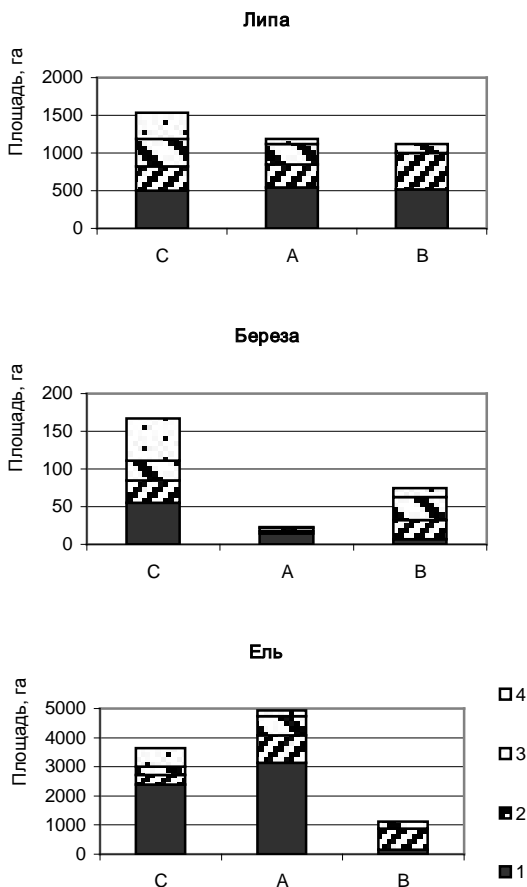 Липа
Площадь, га
2000
1500
1000
500
0
С А В
Береза
Площадь, га
200
150
100
50
0
С А В
Ель
Площадь, га
5000
4000
3000
2000
1000
0
С А В
4
3
2
1